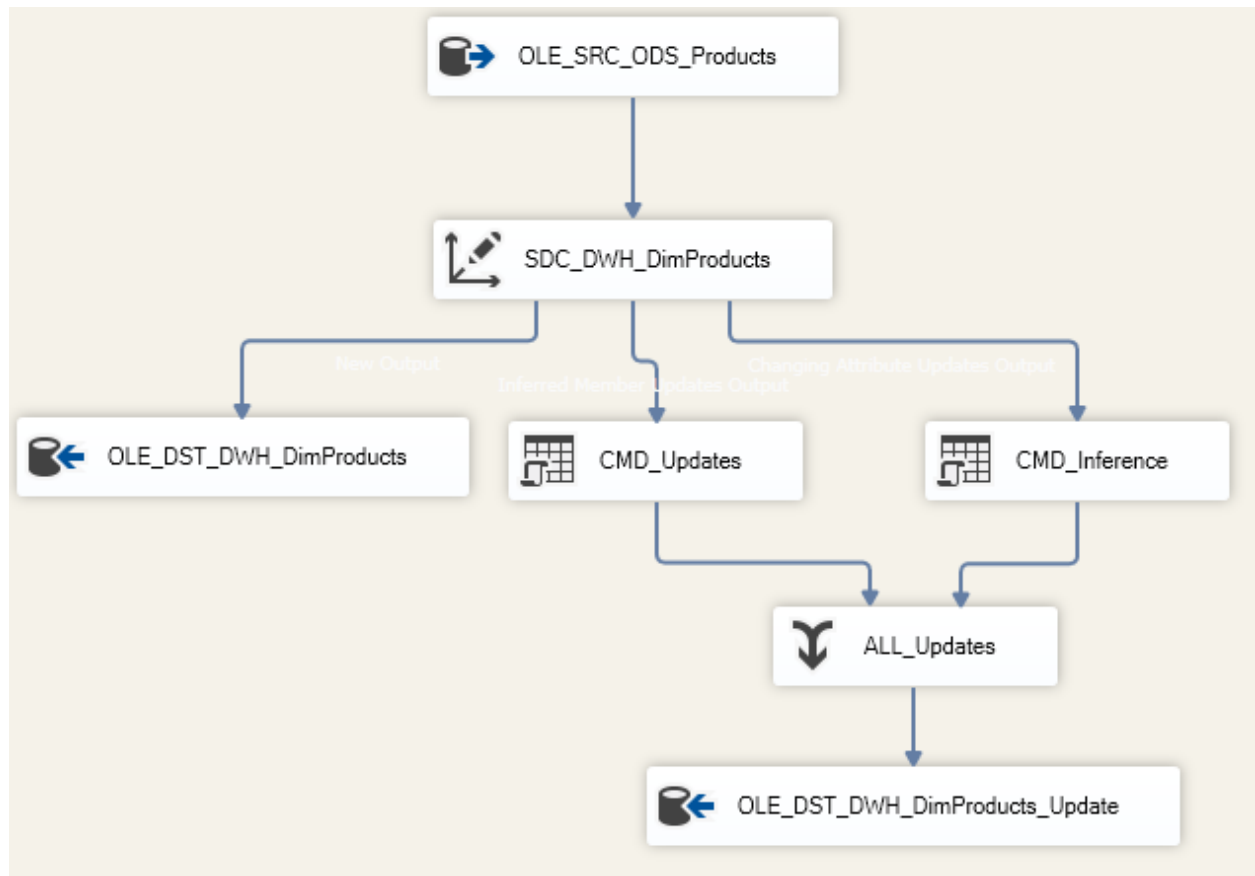 OLE_SRC_ODS_Products
SDC_DWH_DimProducts
New Output
Changing Attribute Updates Output
Inferred Member Updates Output
OLE_DST_DWH_DimProducts
CMD_Updates
CMD_Inference
ALL_Updates
OLE_DST_DWH_DimProducts_Update